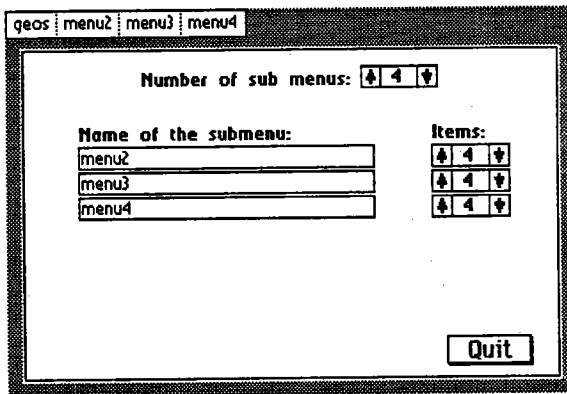 geos menu2 menu3 menu4
Number of sub menus: 4
Name of the submenu: Items:
menu2 4
menu3 4
menu4 4
Quit